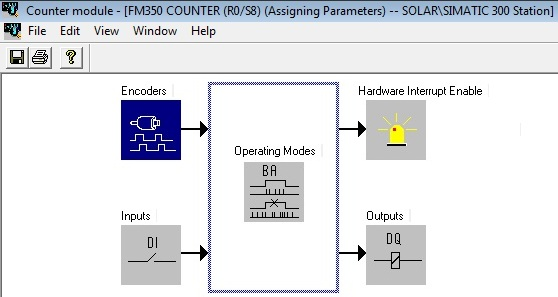 Counter module - [FM350 COUNTER (R0/S8) (Assigning Parameters) -- SOLAR\SIMATIC 300 Station]
File Edit View Window Help
Encoders
Hardware Interrupt Enable
Operating Modes
BA
Inputs
Outputs
DI
DQ